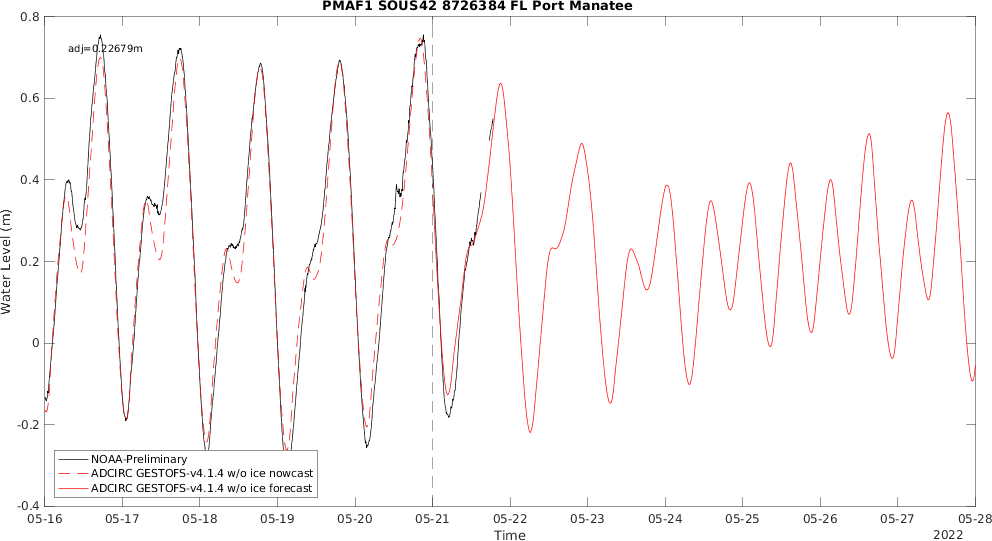 PMAF1 SOUS42 8726384 FL Port Manatee
adj=0.22679m
Water Level (m)
0.8
0.6
0.4
0.2
0
-0.2
-0.4
NOAA-Preliminary
ADCIRC GESTOFS-v4.1.4 w/o ice nowcast
ADCIRC GESTOFS-v4.1.4 w/o ice forecast
05-16 05-17 05-18 05-19 05-20 05-21 05-22 05-23 05-24 05-25 05-26 05-27 05-28
Time
2022